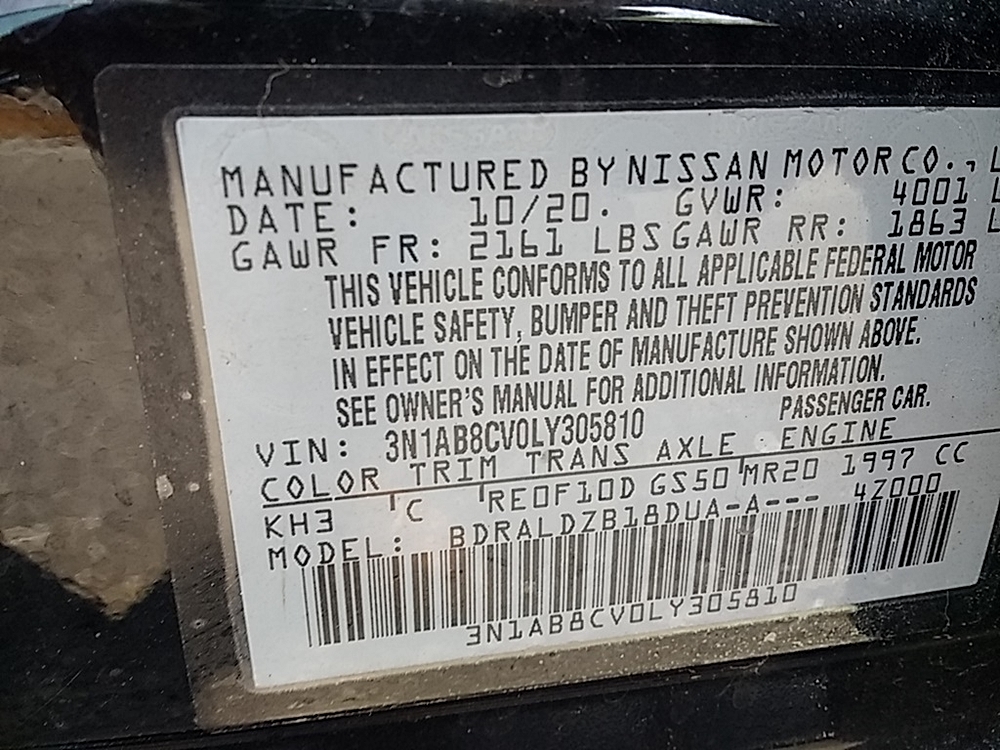 MANUFACTURED BY NISSAN MOTOR CO., L
DATE: 10/20. GVWR: 4001 L
GAWR FR: 2161 LBS GAWR RR: 1863 L
THIS VEHICLE CONFORMS TO ALL APPLICABLE FEDERAL MOTOR
VEHICLE SAFETY, BUMPER AND THEFT PREVENTION STANDARDS
IN EFFECT ON THE DATE OF MANUFACTURE SHOWN ABOVE.
SEE OWNER'S MANUAL FOR ADDITIONAL INFORMATION.
PASSENGER CAR.
VIN: 3N1AB8CV0LY305810
COLOR TRIM TRANS AXLE ENGINE
KH3 C RE0F10D GS50 MR20 1997 CC
MODEL: BDRALDZB18DUA-A--- 4Z000
3N1AB8CV0LY305810